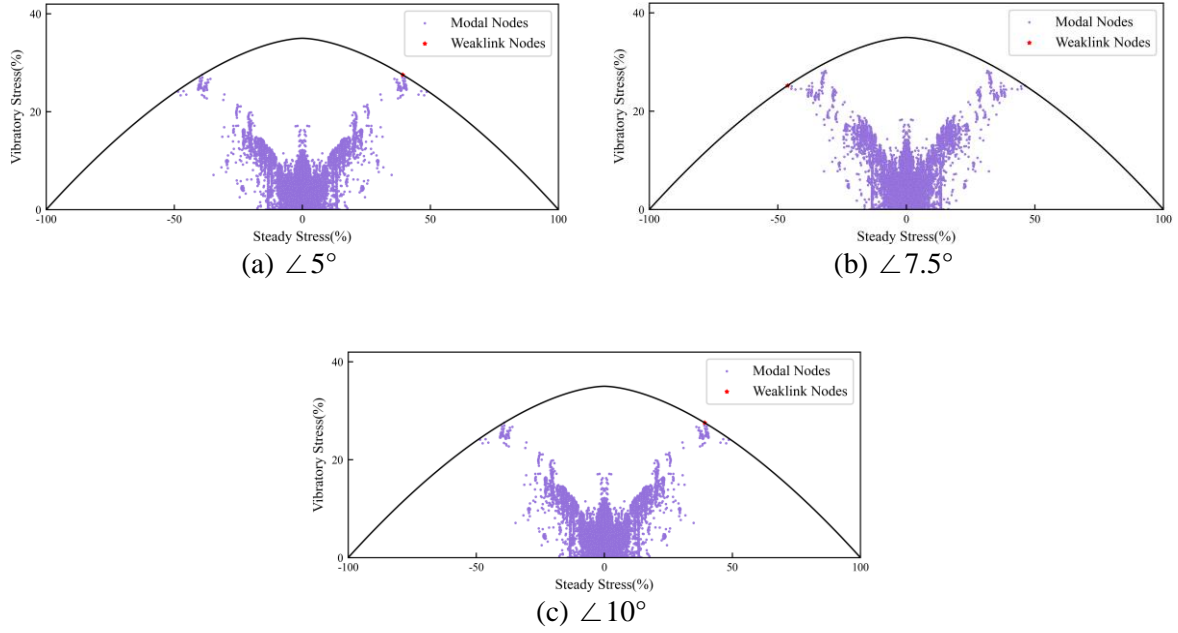 40
20
0
Vibratory Stress(%)
Modal Nodes
Weaklink Nodes
-100
-50
0
50
100
Steady Stress(%)
(a) ∠5°
40
20
0
Vibratory Stress(%)
Modal Nodes
Weaklink Nodes
-100
-50
0
50
100
Steady Stress(%)
(b) ∠7.5°
40
20
0
Vibratory Stress(%)
Modal Nodes
Weaklink Nodes
-100
-50
0
50
100
Steady Stress(%)
(c) ∠10°